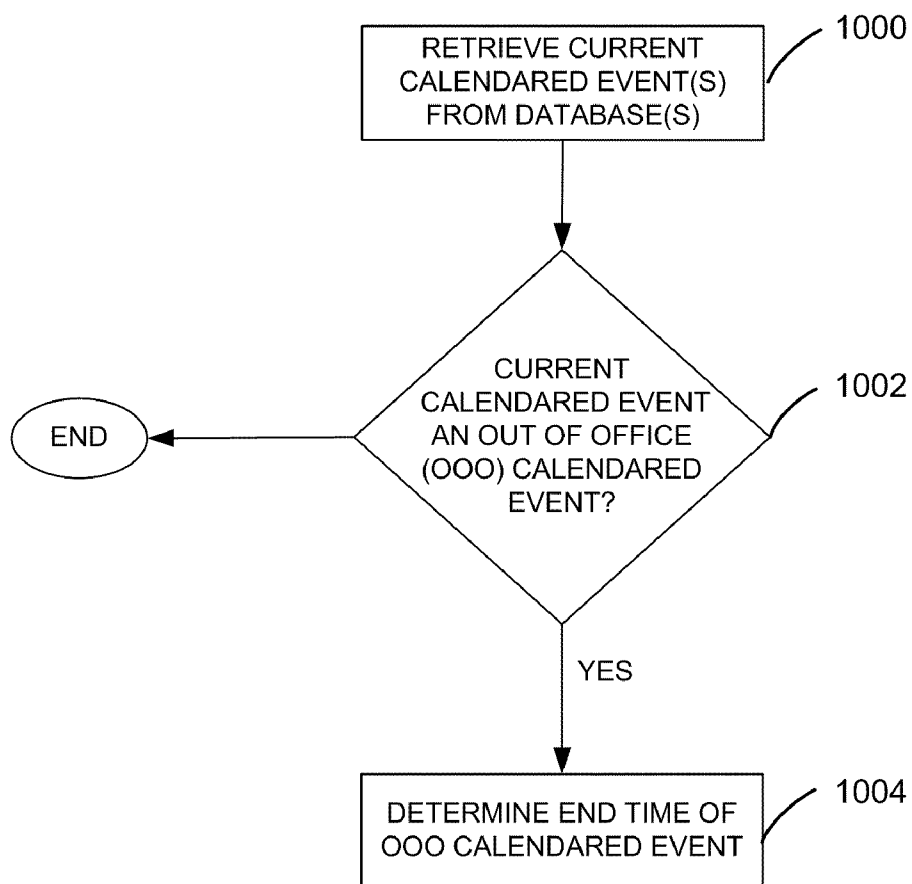 RETRIEVE CURRENT
CALENDARED EVENT(S)
FROM DATABASE(S)
1000
CURRENT
CALENDARED EVENT
AN OUT OF OFFICE
(OOO) CALENDARED
EVENT?
1002
END
YES
DETERMINE END TIME OF
OOO CALENDARED EVENT
1004